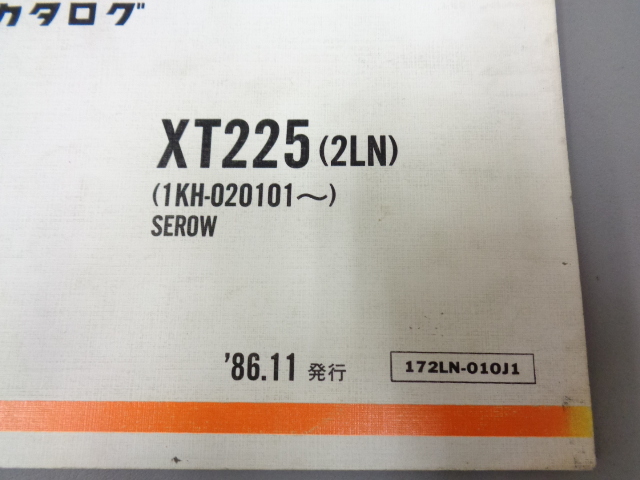 カタログ
XT225(2LN)
(1KH-020101〜)
SEROW
'86.11 発行
172LN-010J1